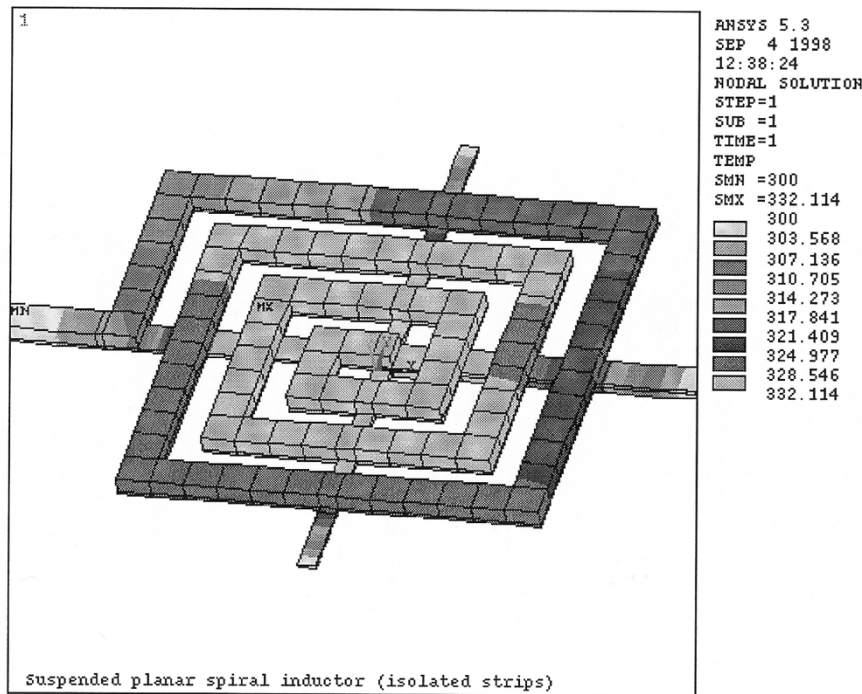 1
ANSYS 5.3
SEP 4 1998
12:38:24
NODAL SOLUTION
STEP=1
SUB =1
TIME=1
TEMP
SMN =300
SMX =332.114
300
303.568
307.136
310.705
314.273
317.841
321.409
324.977
328.546
332.114
MN
MX
X
Suspended planar spiral inductor (isolated strips)